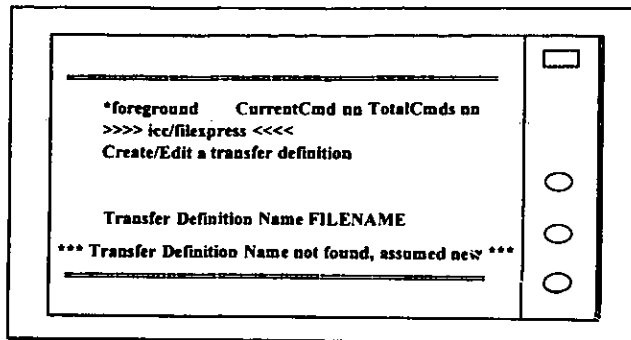 *foreground CurrentCmd nn TotalCmds nn
>>>> icc/filexpress <<<<
Create/Edit a transfer definition
Transfer Definition Name FILENAME
*** Transfer Definition Name not found, assumed new ***